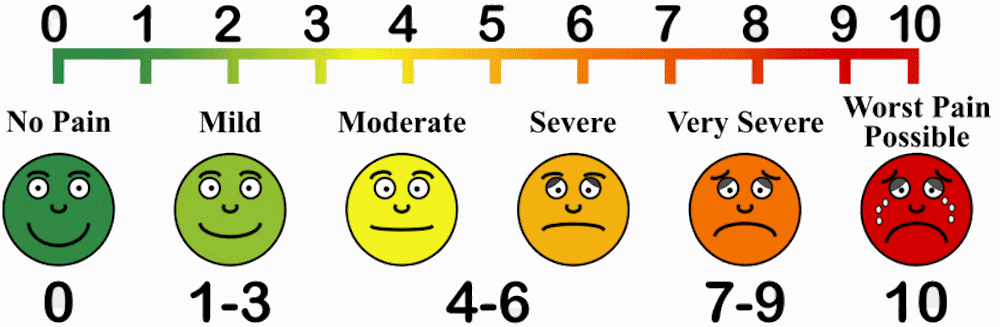 0 1 2 3 4 5 6 7 8 9 10
No Pain Mild Moderate Severe Very Severe Worst Pain
Possible
0 1-3 4-6 7-9 10